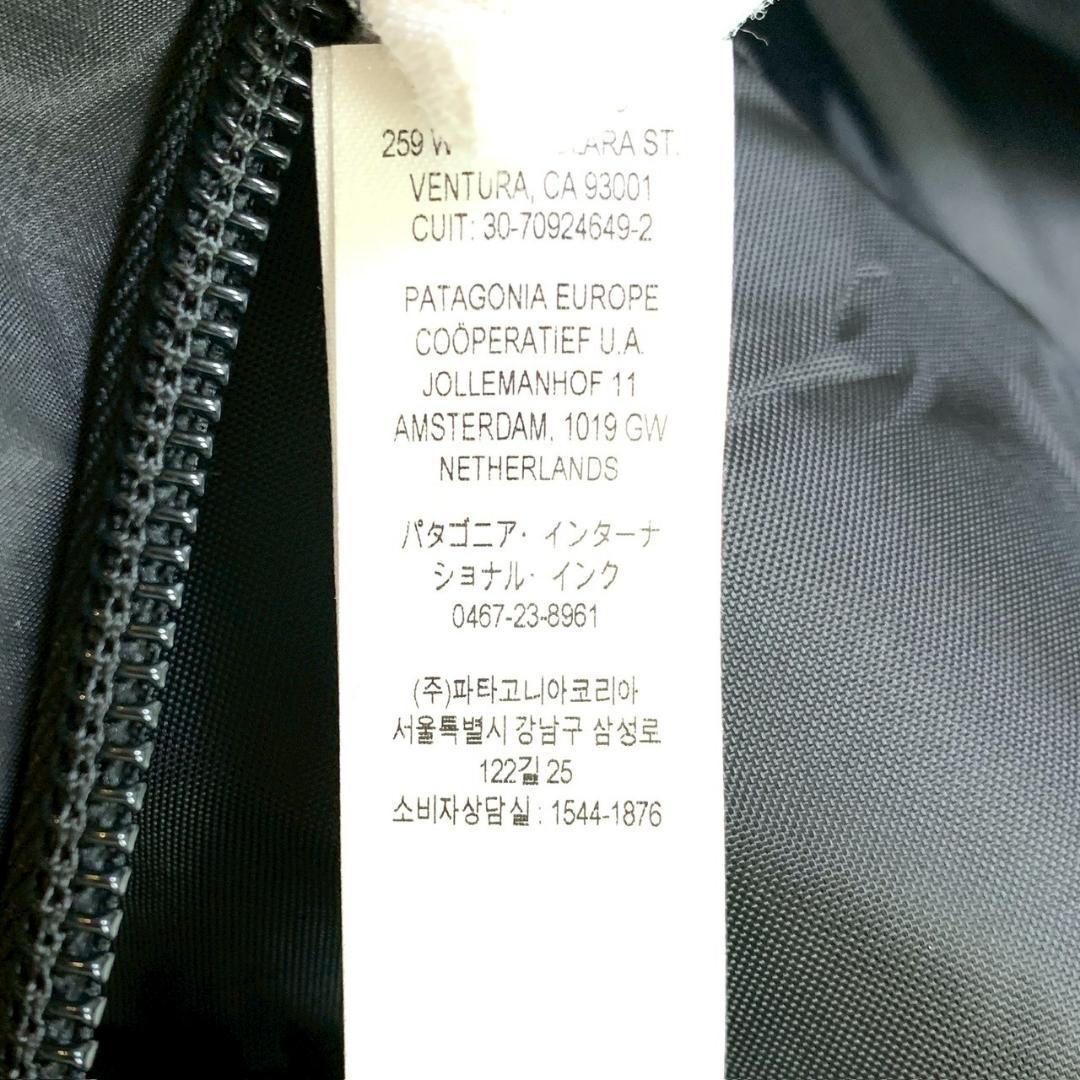 259 ST.
VENTURA, CA 93001
CUIT: 30-70924649-2
PATAGONIA EUROPE
COÖPERATIEF U.A.
JOLLEMANHOF 11
AMSTERDAM, 1019 GW
NETHERLANDS
パタゴニア・インターナ
ショナル・インク
0467-23-8961
(주)파타고니아코리아
서울특별시 강남구 삼성로
122길 25
소비자상담실 : 1544-1876